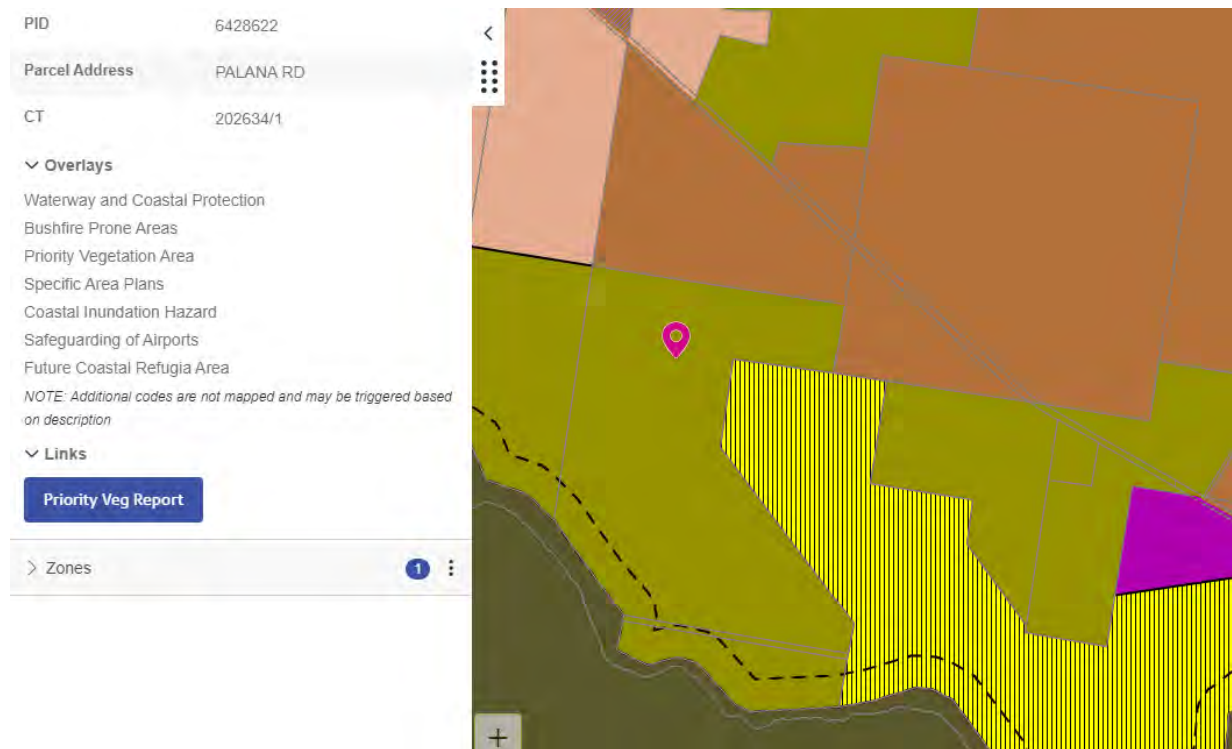 PID 6428622
Parcel Address PALANA RD
CT 202634/1
Overlays
Waterway and Coastal Protection
Bushfire Prone Areas
Priority Vegetation Area
Specific Area Plans
Coastal Inundation Hazard
Safeguarding of Airports
Future Coastal Refugia Area
NOTE: Additional codes are not mapped and may be triggered based
on description
Links
Priority Veg Report
Zones 1
+